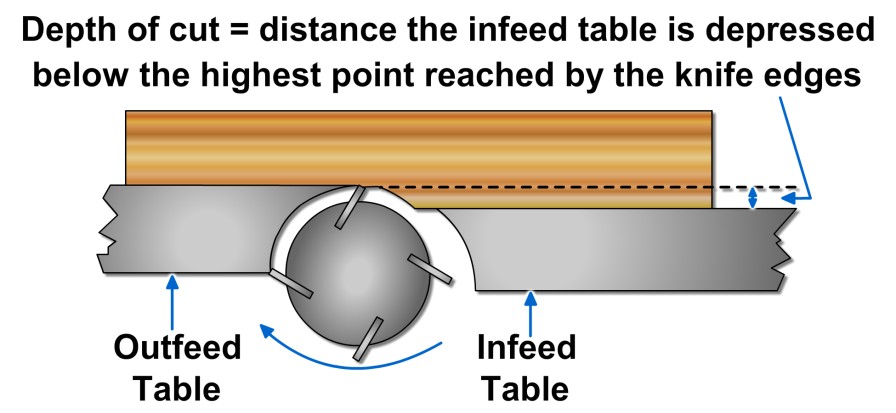 Depth of cut = distance the infeed table is depressed
below the highest point reached by the knife edges
Outfeed
Table
Infeed
Table